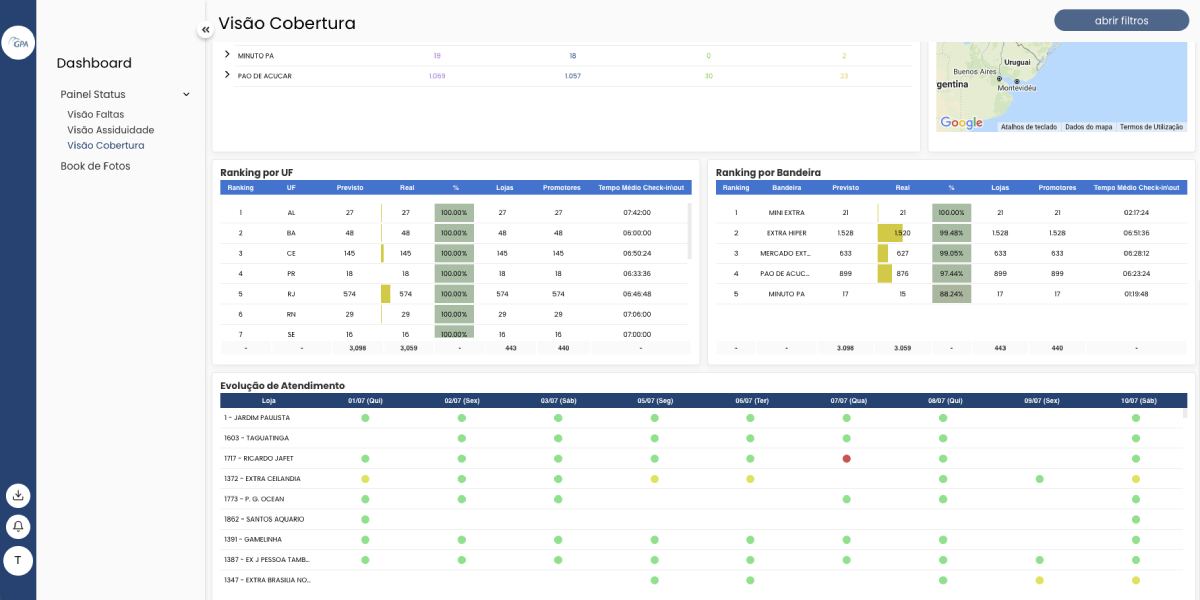 GPA
Dashboard
Painel Status
Visão Faltas
Visão Assiduidade
Visão Cobertura
Book de Fotos
T
Visão Cobertura
abrir filtros
MINUTO PA 19 18 0 2
PAO DE ACUCAR 1.069 1.057 30 23
Uruguai
Buenos Aires
gentina
Montevidéu
Google
Atalhos de teclado Dados do mapa Termos de Utilização
Ranking por UF
Ranking UF Previsto Real % Lojas Promotores Tempo Médio Check-in\out
1 AL 27 27 100.00% 27 27 07:42:00
2 BA 48 48 100.00% 48 48 06:00:00
3 CE 145 145 100.00% 145 145 06:50:24
4 PR 18 18 100.00% 18 18 06:33:36
5 RJ 574 574 100.00% 574 574 06:46:48
6 RN 29 29 100.00% 29 29 07:06:00
7 SE 16 16 100.00% 16 16 07:00:00
- - 3,098 3,059 - 443 440 -
Ranking por Bandeira
Ranking Bandeira Previsto Real % Lojas Promotores Tempo Médio Check-in\out
1 MINI EXTRA 21 21 100.00% 21 21 02:17:24
2 EXTRA HIPER 1.528 1.520 99.48% 1.528 1.528 06:51:36
3 MERCADO EXT... 633 627 99.05% 633 633 06:28:12
4 PAO DE ACUC... 899 876 97.44% 899 899 06:23:24
5 MINUTO PA 17 15 88.24% 17 17 01:19:48
- - 3.098 3.059 - 443 440 -
Evolução de Atendimento
Loja 01/07 (Qui) 02/07 (Sex) 03/07 (Sáb) 05/07 (Seg) 06/07 (Ter) 07/07 (Qua) 08/07 (Qui) 09/07 (Sex) 10/07 (Sáb)
1 - JARDIM PAULISTA
1603 - TAGUATINGA
1717 - RICARDO JAFET
1372 - EXTRA CEILANDIA
1773 - P. G. OCEAN
1862 - SANTOS AQUARIO
1391 - GAMELINHA
1387 - EX J PESSOA TAMB...
1347 - EXTRA BRASILIA NO...